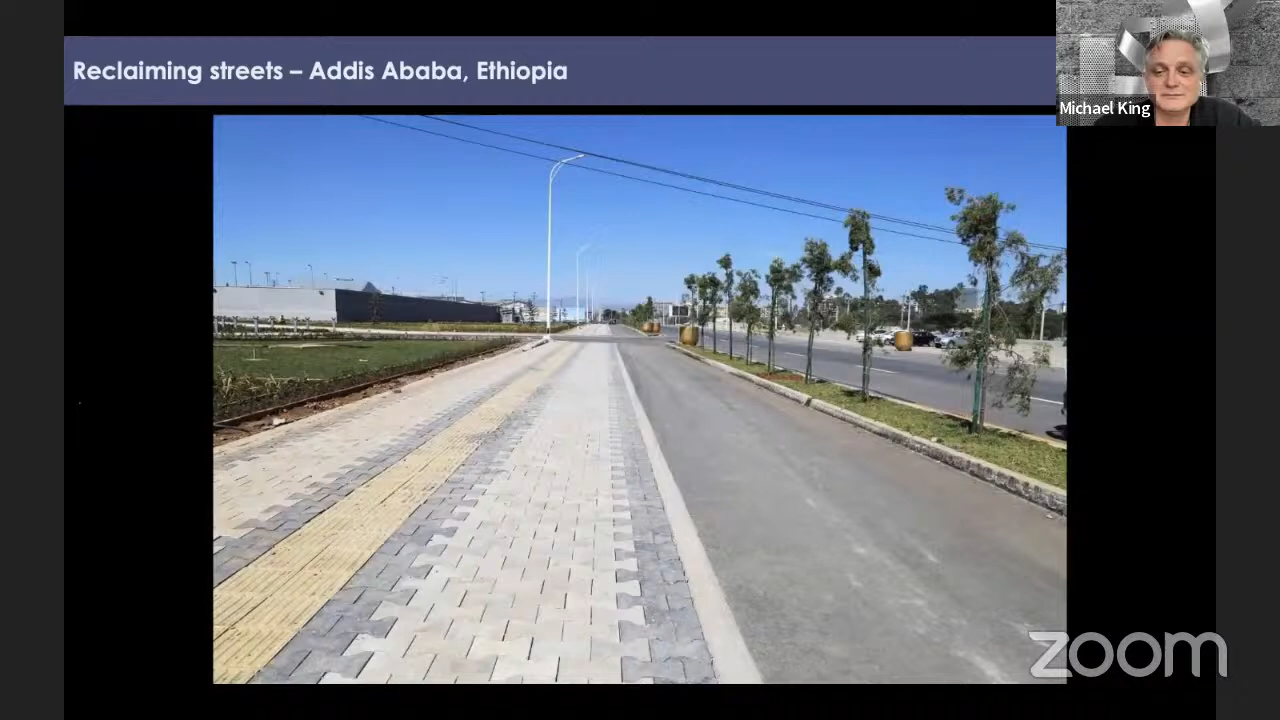 Reclaiming streets – Addis Ababa, Ethiopia
Michael King
zoom